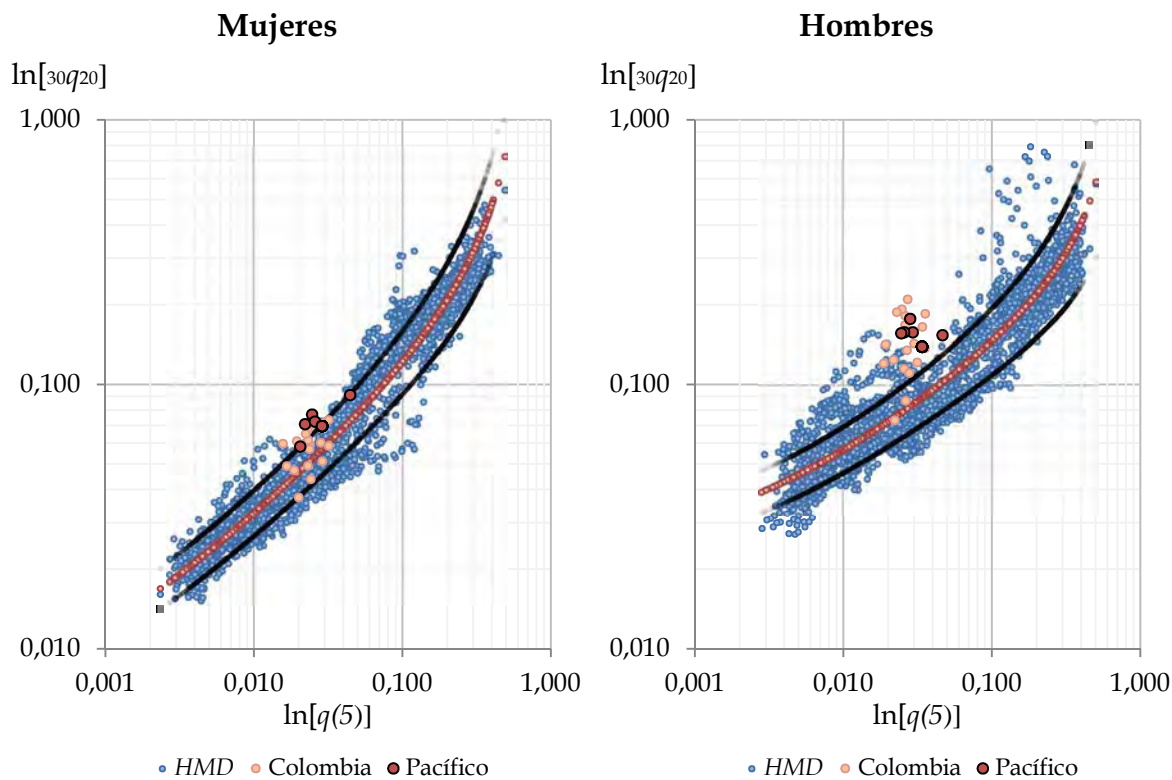 Mujeres
ln[30q20]
1,000
0,100
0,010
0,001 0,010 0,100 1,000
ln[q(5)]
HMD Colombia Pacífico
Hombres
ln[30q20]
1,000
0,100
0,010
0,001 0,010 0,100 1,000
ln[q(5)]
HMD Colombia Pacífico